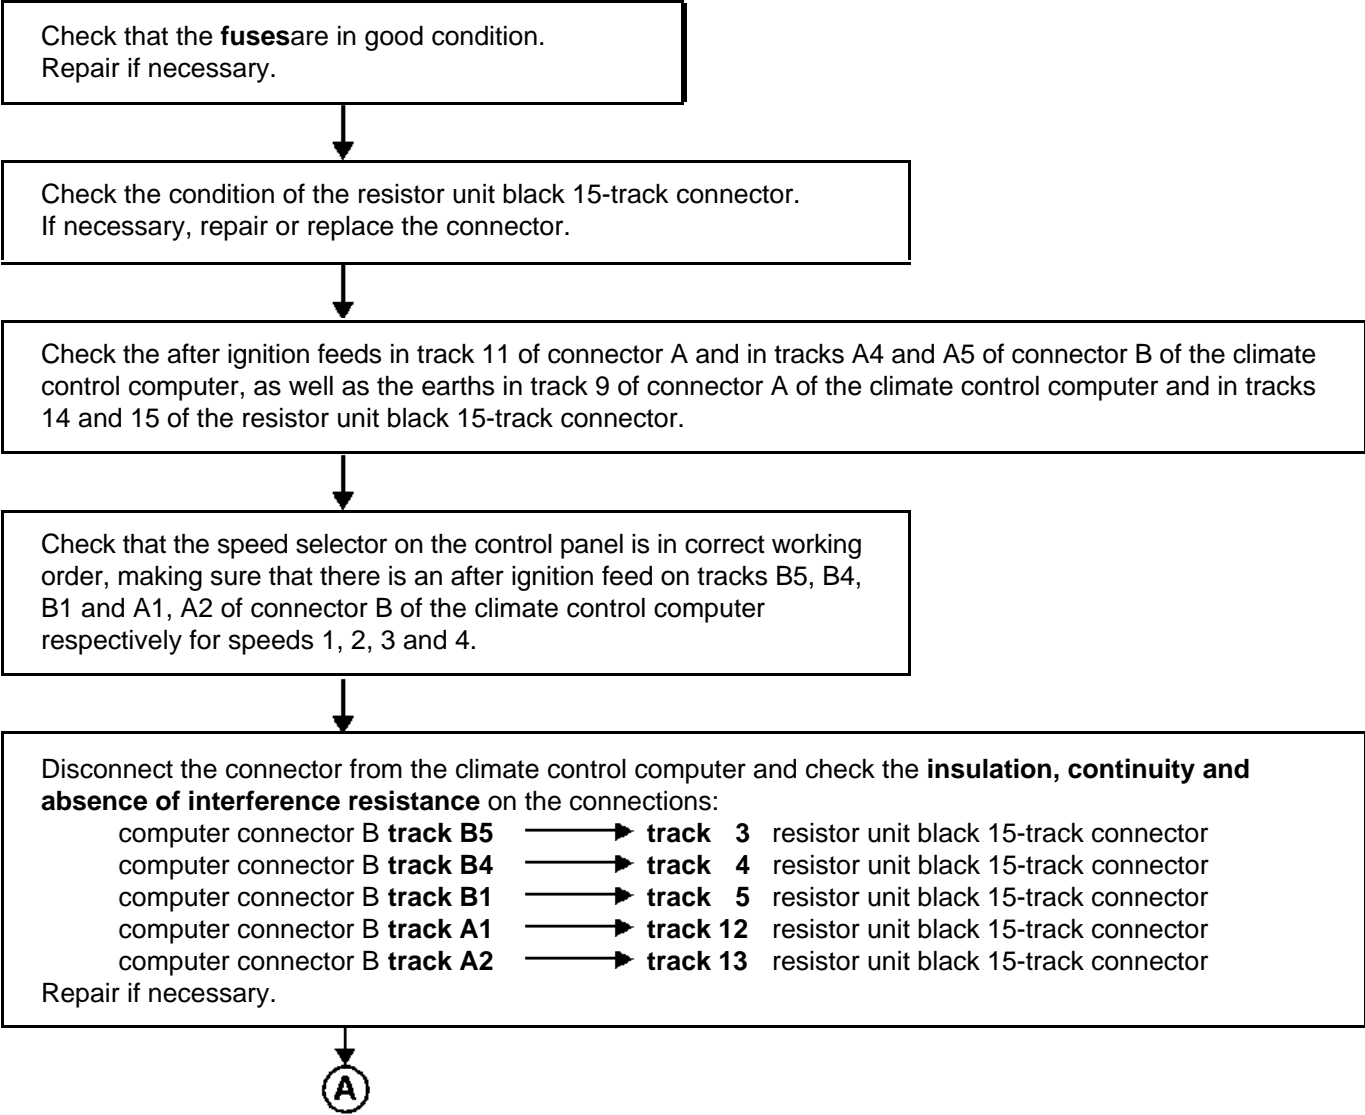 Check that the fusesare in good condition.
Repair if necessary.
Check the condition of the resistor unit black 15-track connector.
If necessary, repair or replace the connector.
Check the after ignition feeds in track 11 of connector A and in tracks A4 and A5 of connector B of the climate
control computer, as well as the earths in track 9 of connector A of the climate control computer and in tracks
14 and 15 of the resistor unit black 15-track connector.
Check that the speed selector on the control panel is in correct working
order, making sure that there is an after ignition feed on tracks B5, B4,
B1 and A1, A2 of connector B of the climate control computer
respectively for speeds 1, 2, 3 and 4.
Disconnect the connector from the climate control computer and check the insulation, continuity and
absence of interference resistance on the connections:
computer connector B track B5 track 3 resistor unit black 15-track connector
computer connector B track B4 track 4 resistor unit black 15-track connector
computer connector B track B1 track 5 resistor unit black 15-track connector
computer connector B track A1 track 12 resistor unit black 15-track connector
computer connector B track A2 track 13 resistor unit black 15-track connector
Repair if necessary.
A